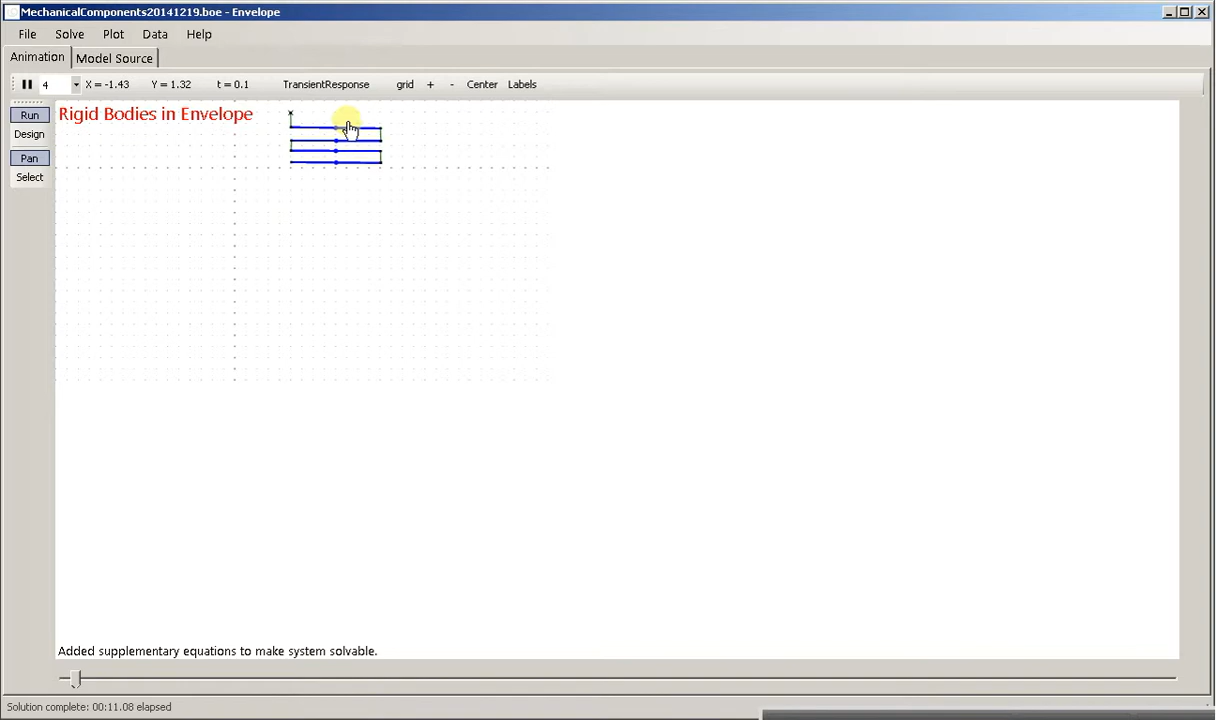 MechanicalComponents20141219.boe - Envelope
File Solve Plot Data Help
Animation Model Source
4 X = -1.43 Y = 1.32 t = 0.1 TransientResponse grid + - Center Labels
Run
Design
Pan
Select
Rigid Bodies in Envelope
Added supplementary equations to make system solvable.
Solution complete: 00:11.08 elapsed